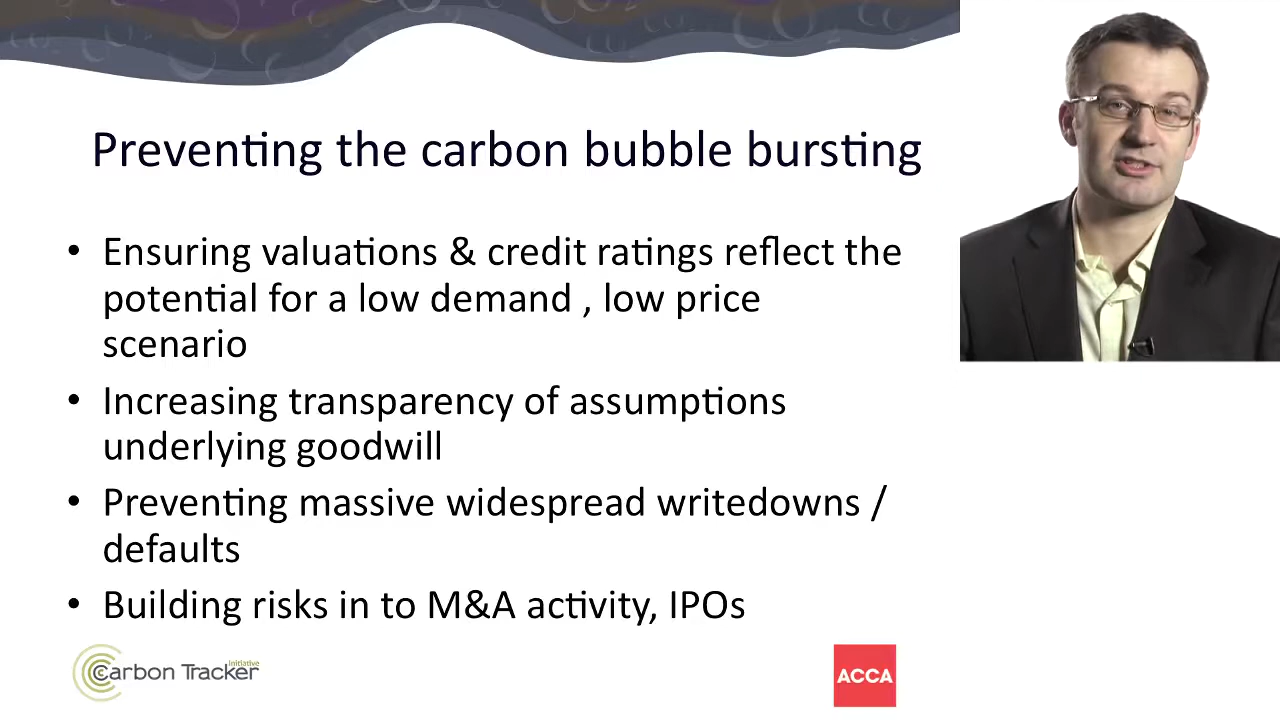 Preventing the carbon bubble bursting
• Ensuring valuations & credit ratings reflect the
potential for a low demand , low price
scenario
• Increasing transparency of assumptions
underlying goodwill
• Preventing massive widespread writedowns /
defaults
• Building risks in to M&A activity, IPOs
Carbon Tracker
initiative
ACCA